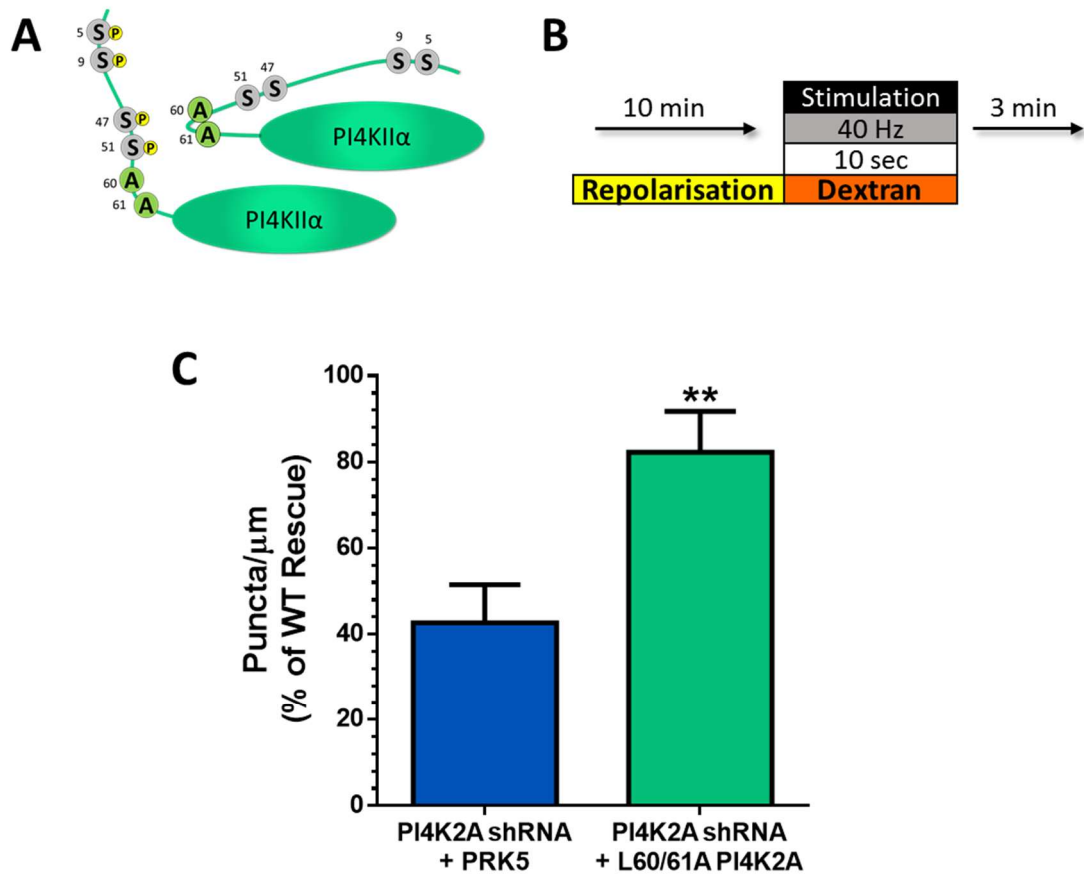 A
5 S P
9 S P
47 S P
51 S P
60 A
61 A
PI4KIIα
9 5
S S
51 47
S S
60 A
61 A
PI4KIIα
B
10 min
Stimulation
40 Hz
10 sec
3 min
Repolarisation
Dextran
C
Puncta/μm
(% of WT Rescue)
100
80
60
40
20
0
**
PI4K2A shRNA
+ PRK5
PI4K2A shRNA
+ L60/61A PI4K2A